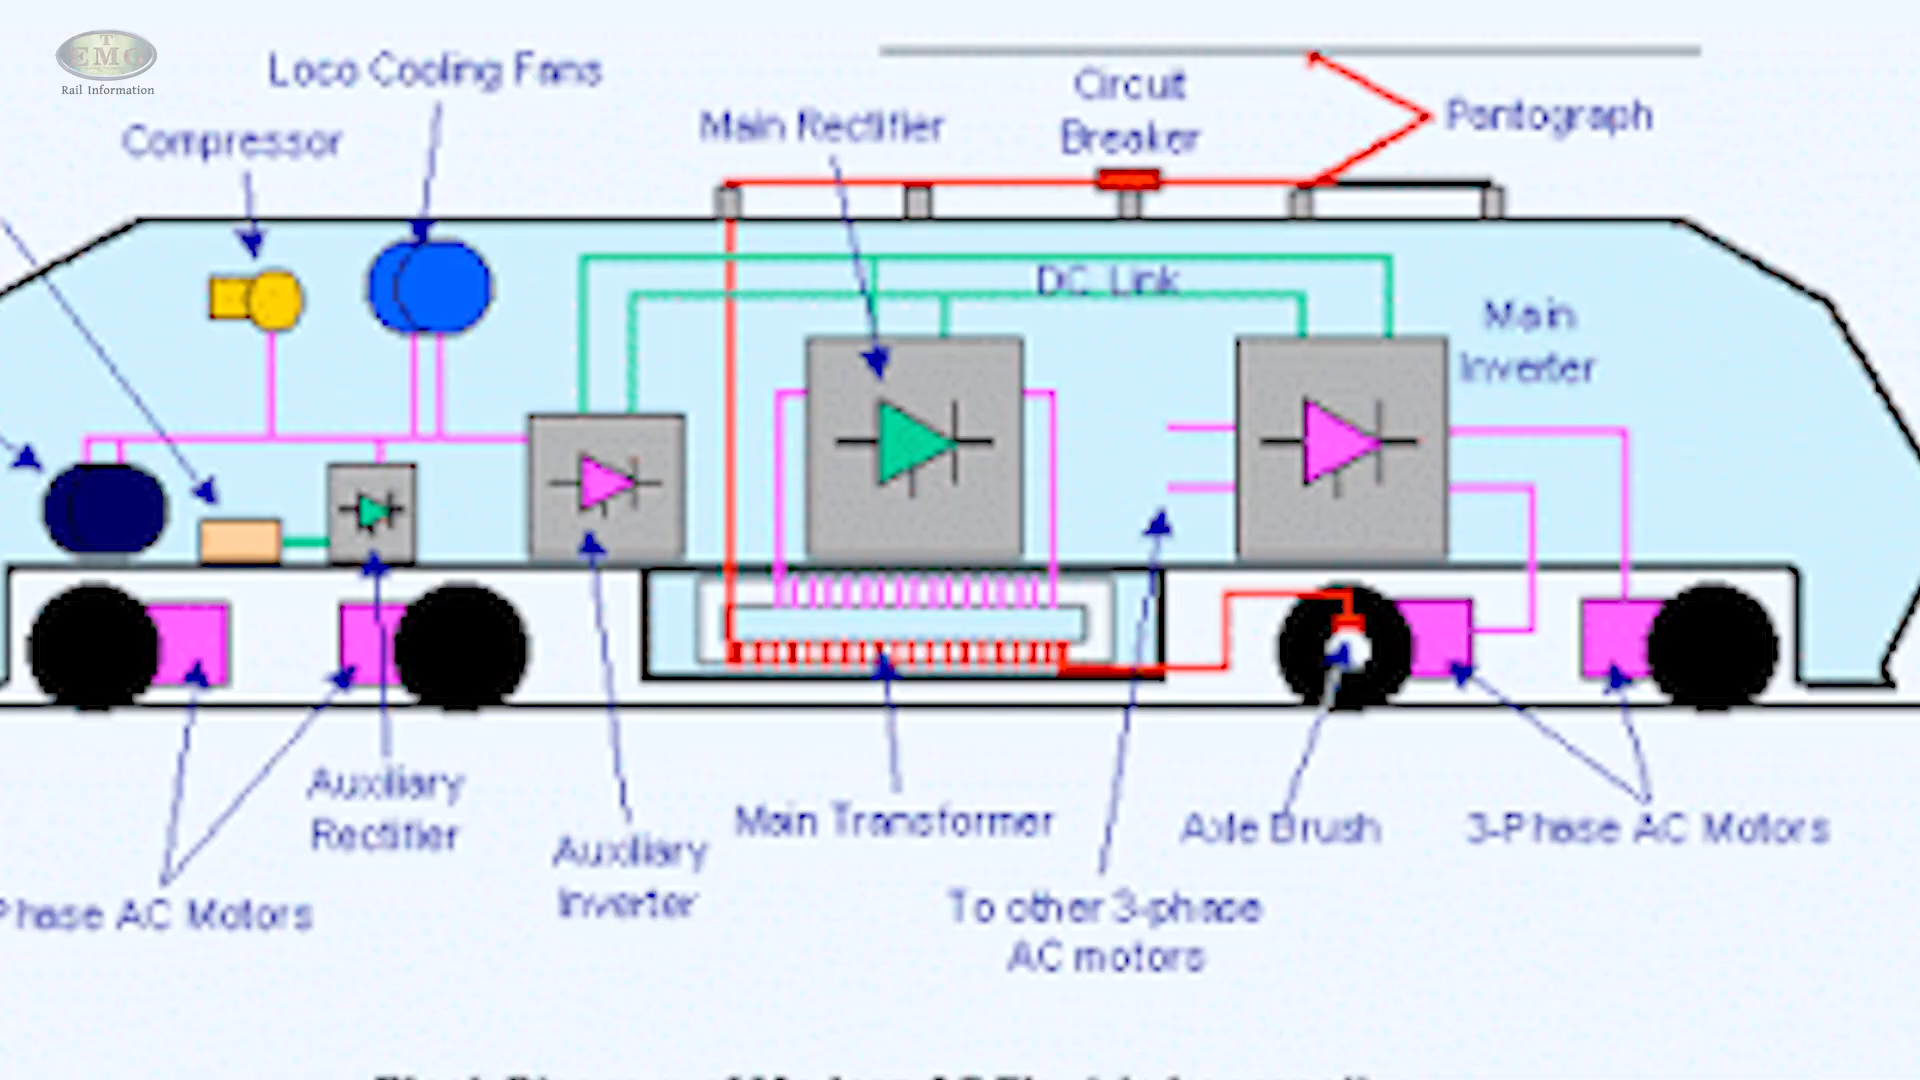 TEMG
Rail Information
Loco Cooling Fans
Compressor
Main Rectifier
Circuit
Breaker
Pantograph
DC Link
Main
Inverter
Auxiliary
Rectifier
Auxiliary
Inverter
Main Transformer
To other 3-phase
AC motors
Axle Brush
3-Phase AC Motors
Phase AC Motors